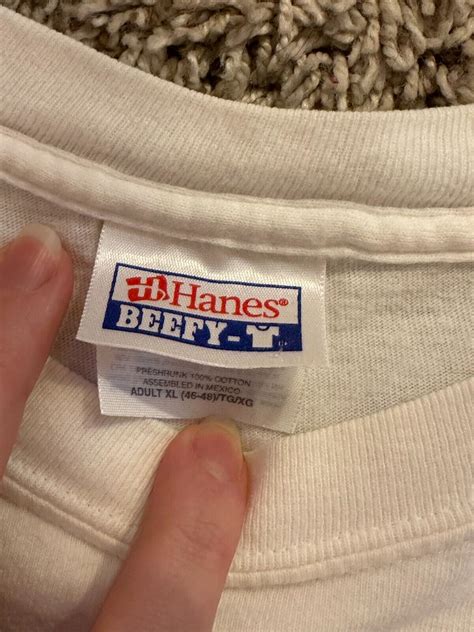 Hanes®
BEEFY-T
PRESHRUNK 100% COTTON
ASSEMBLED IN MEXICO
ADULT XL (46-48)/TG/XG